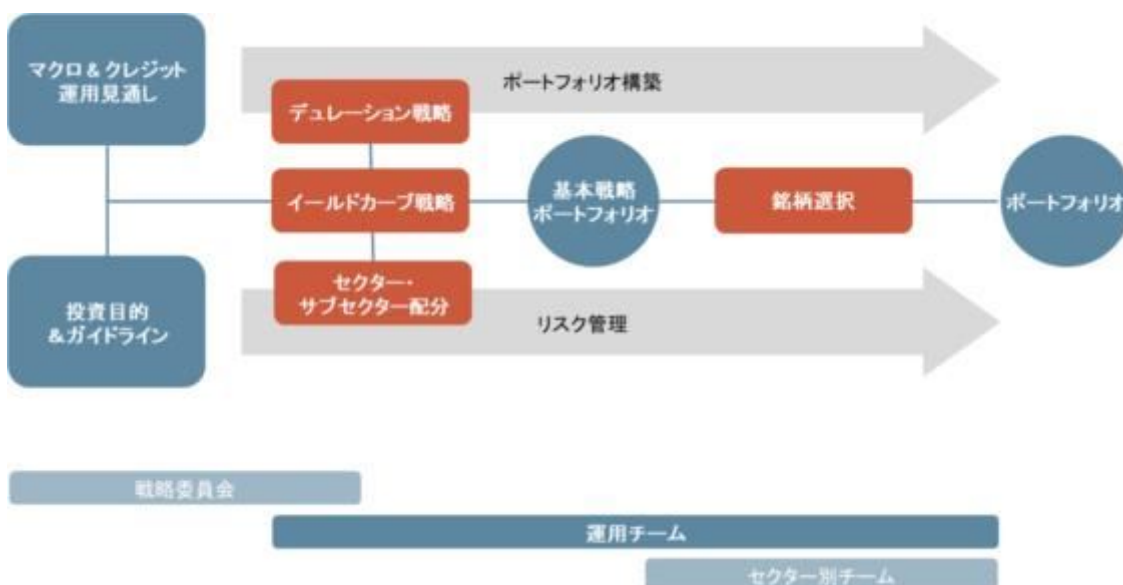 マクロ&クレジット
運用見通し
ポートフォリオ構築
デュレーション戦略
イールドカーブ戦略
基本戦略
ポートフォリオ
銘柄選択
ポートフォリオ
セクター・
サブセクター配分
投資目的
&ガイドライン
リスク管理
戦略委員会
運用チーム
セクター別チーム